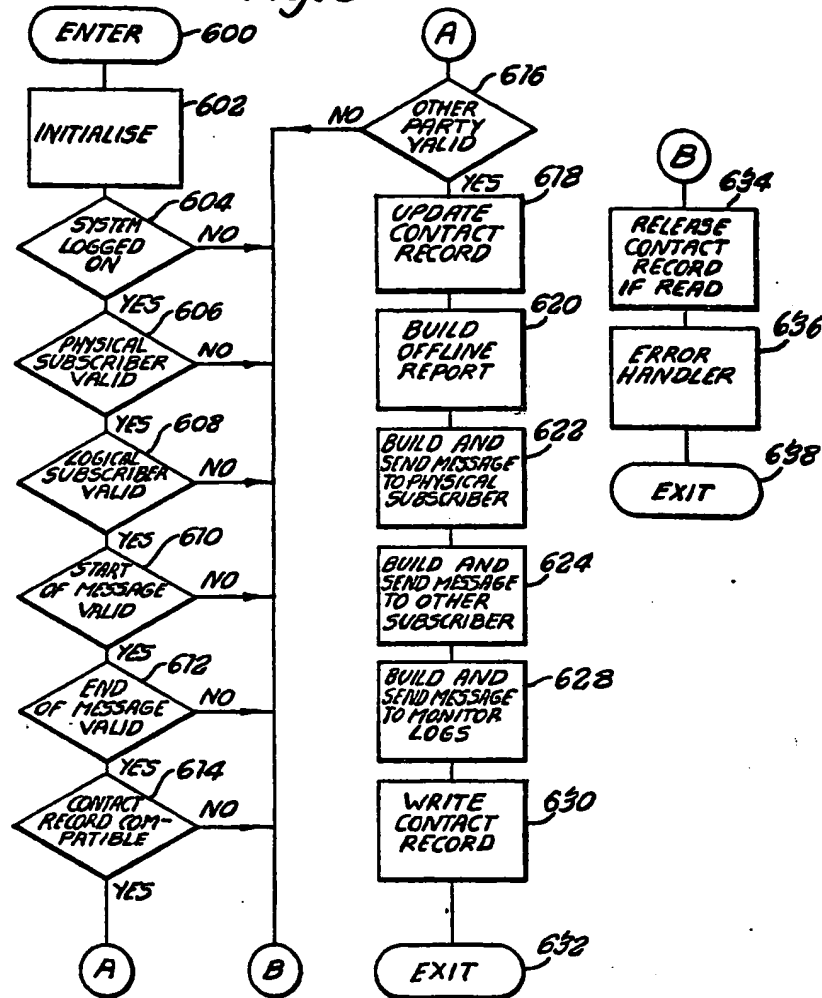 Fig.
ENTER
600
INITIALISE
602
SYSTEM
LOGGED
ON
604
NO
YES
PHYSICAL
SUBSCRIBER
VALID
606
NO
YES
LOGICAL
SUBSCRIBER
VALID
608
NO
YES
START
OF MESSAGE
VALID
610
NO
YES
END
OF MESSAGE
VALID
612
NO
YES
CONTACT
RECORD COM-
PATIBLE
614
NO
YES
A
B
A
OTHER
PARTY
VALID
616
NO
YES
UPDATE
CONTACT
RECORD
618
BUILD
OFFLINE
REPORT
620
BUILD AND
SEND MESSAGE
TO PHYSICAL
SUBSCRIBER
622
BUILD AND
SEND MESSAGE
TO OTHER
SUBSCRIBER
624
BUILD AND
SEND MESSAGE
TO MONITOR
LOGS
628
WRITE
CONTACT
RECORD
630
EXIT
632
B
RELEASE
CONTACT
RECORD
IF READ
634
ERROR
HANDLER
636
EXIT
638